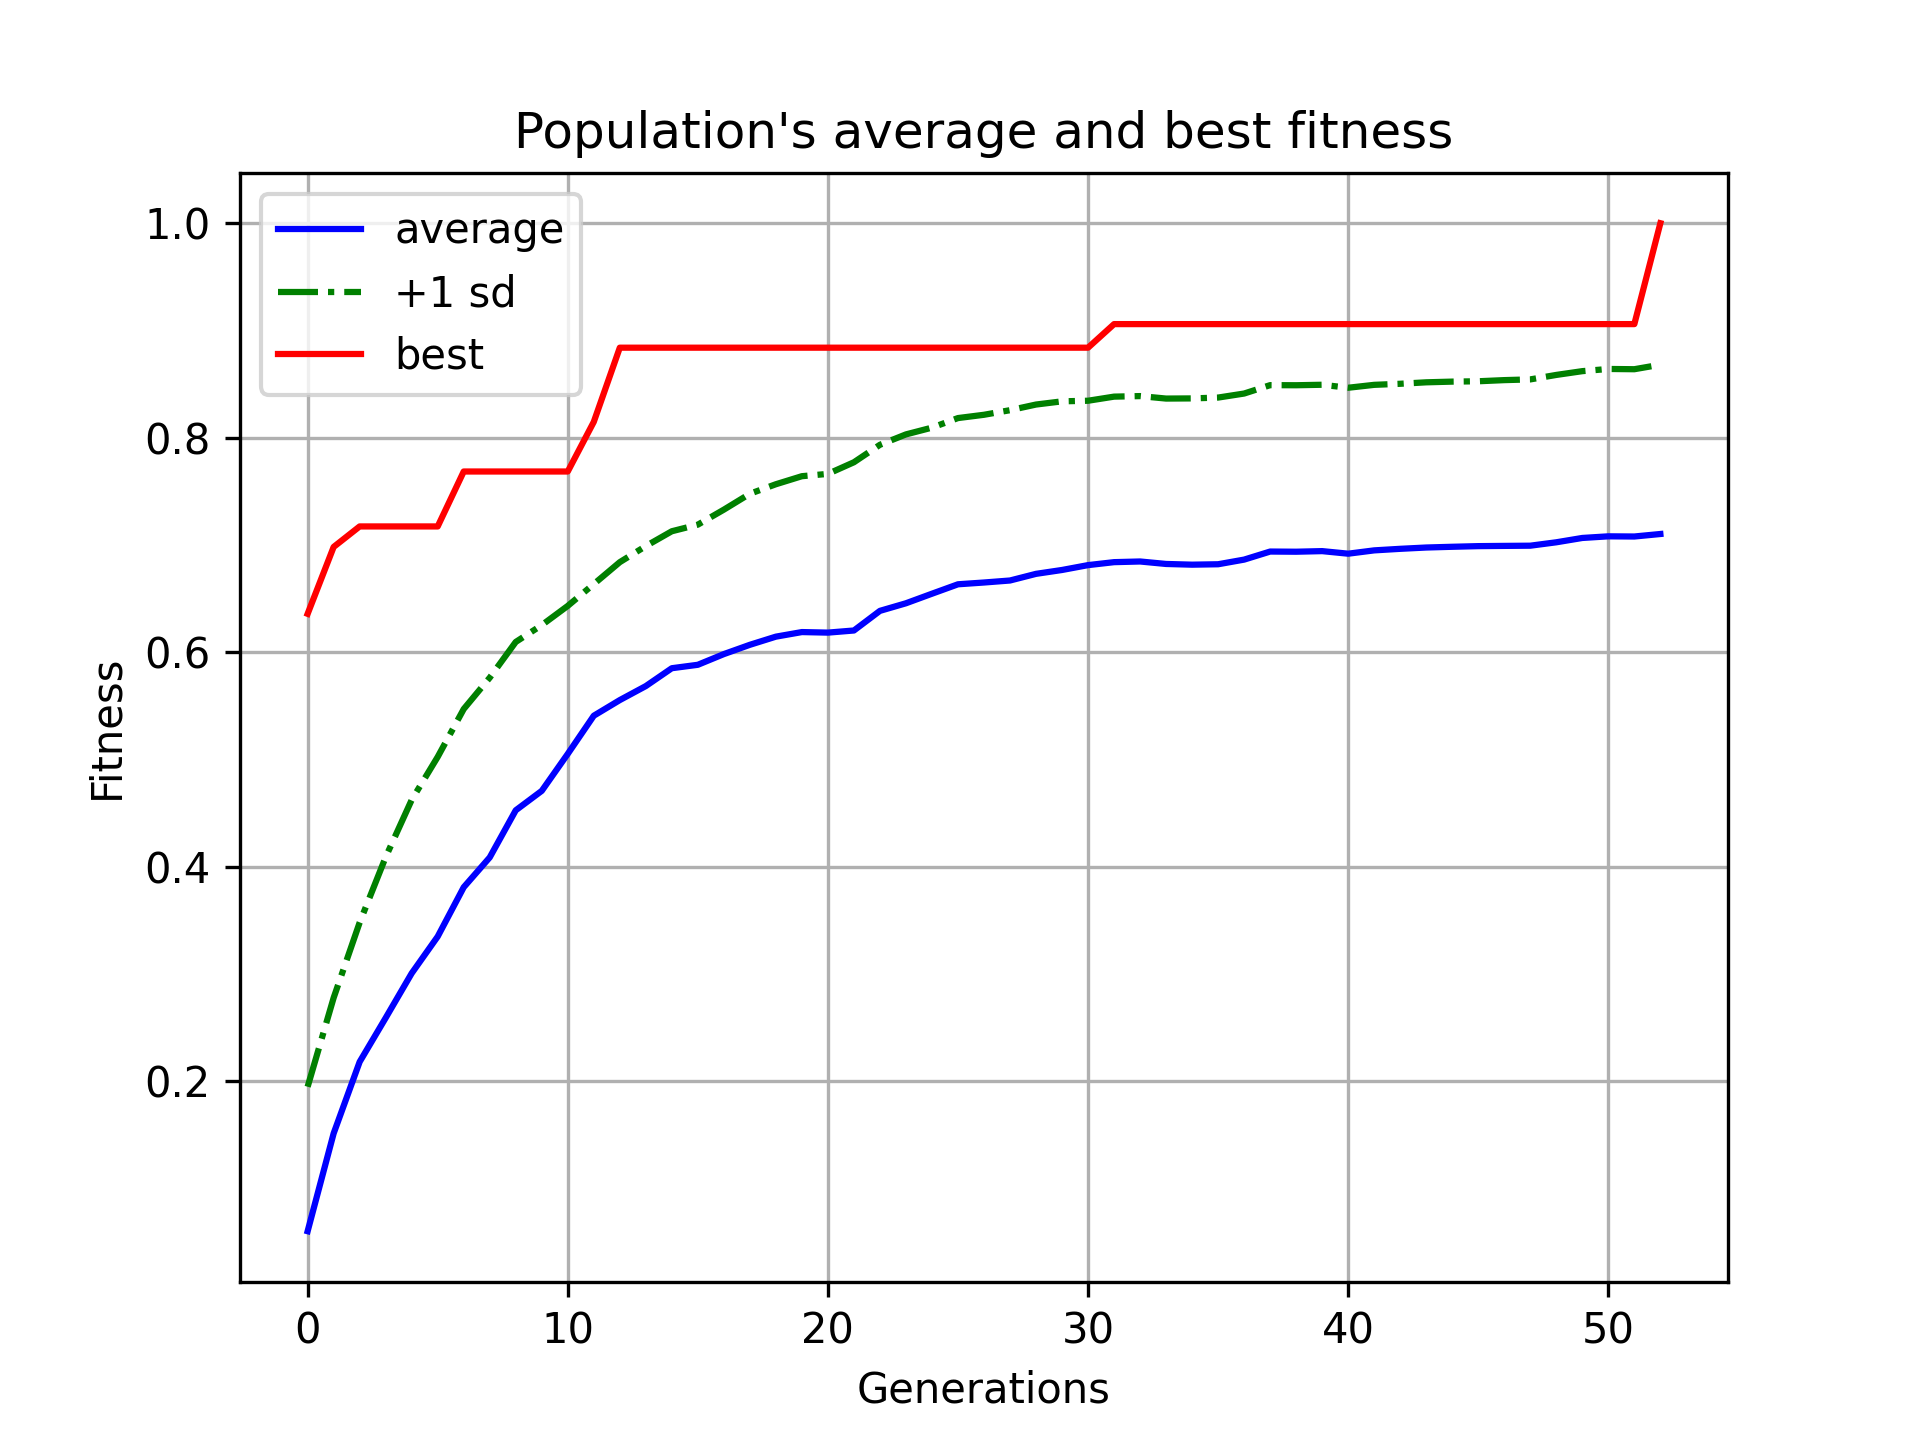 Population's average and best fitness
average
+1 sd
best
1.0
0.8
0.6
0.4
0.2
Fitness
0 10 20 30 40 50
Generations